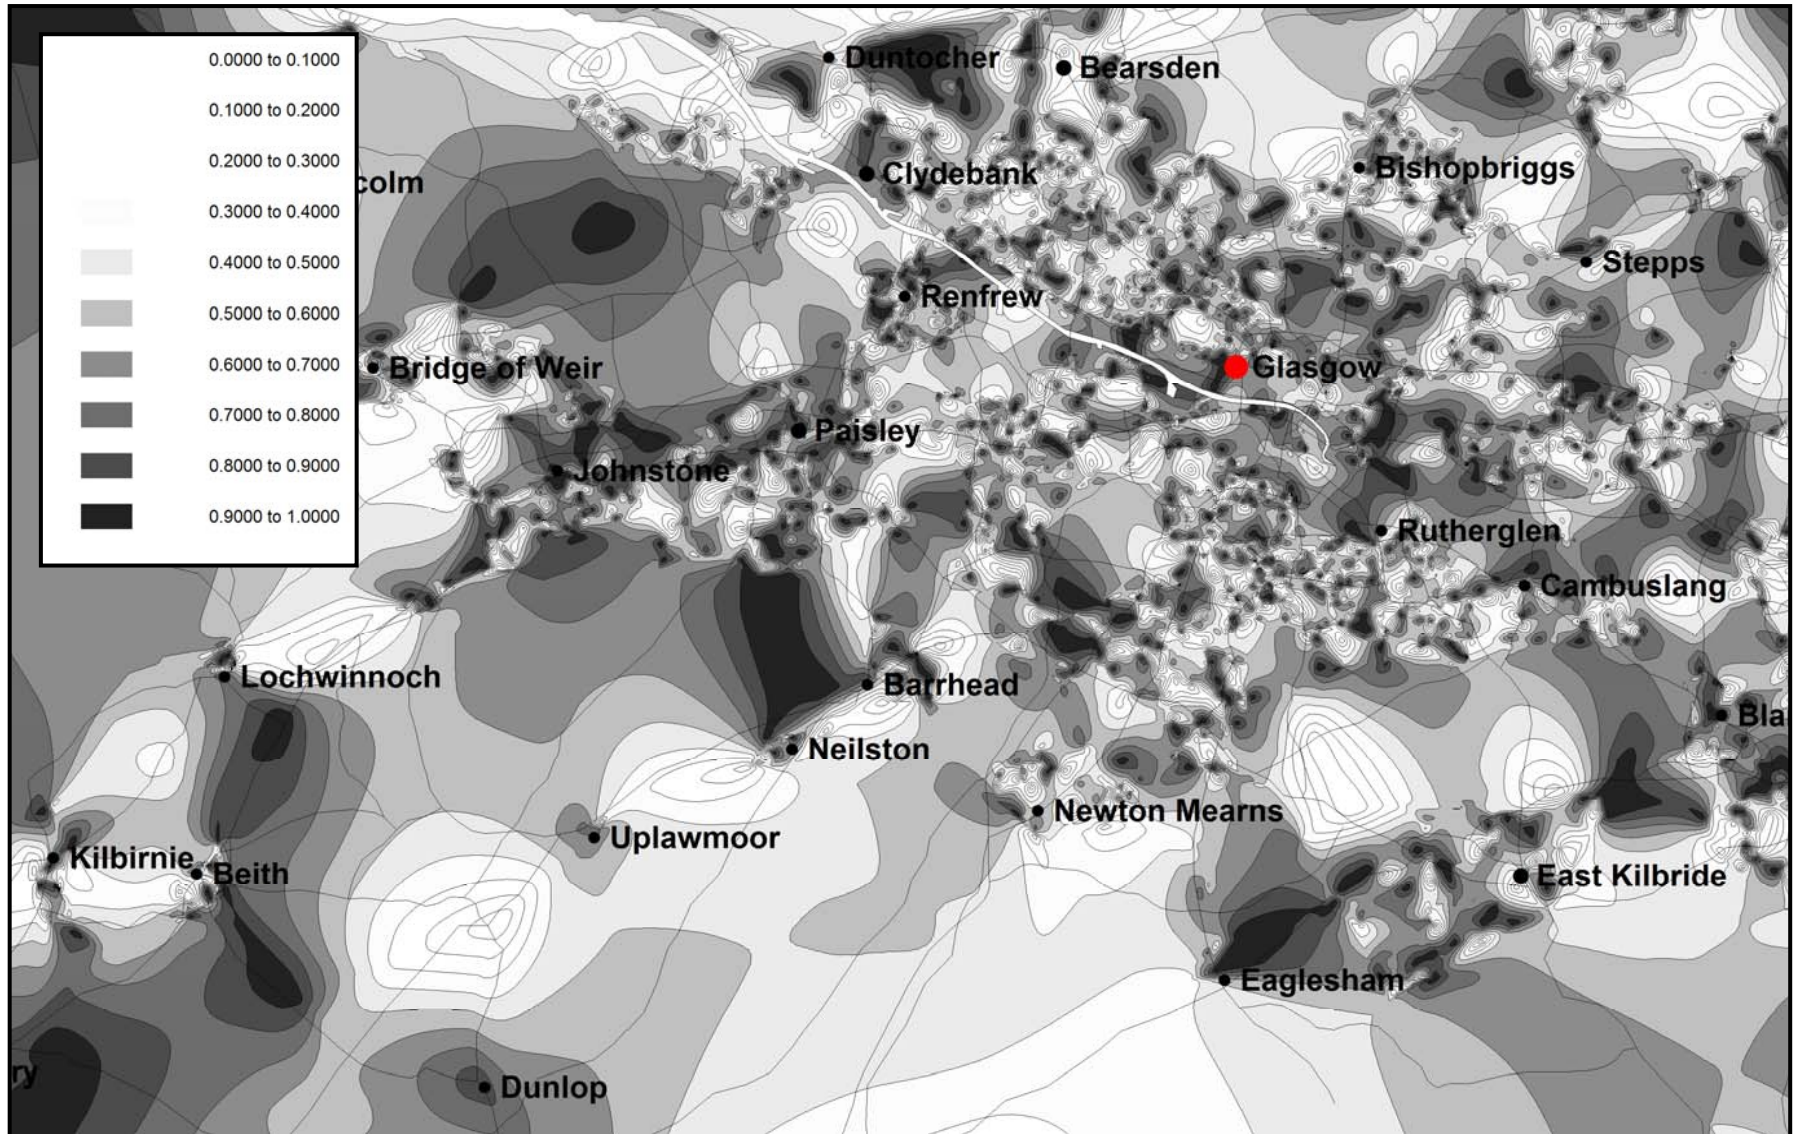 0.0000 to 0.1000
0.1000 to 0.2000
0.2000 to 0.3000
0.3000 to 0.4000
0.4000 to 0.5000
0.5000 to 0.6000
0.6000 to 0.7000
0.7000 to 0.8000
0.8000 to 0.9000
0.9000 to 1.0000
Duntocher
Bearsden
Clydebank
Bishopbriggs
colm
Stepps
Renfrew
Bridge of Weir
Glasgow
Paisley
Johnstone
Rutherglen
Cambuslang
Lochwinnoch
Barrhead
Bla
Neilston
Newton Mearns
Uplawmoor
Kilbirnie
Beith
East Kilbride
Eaglesham
ry
Dunlop